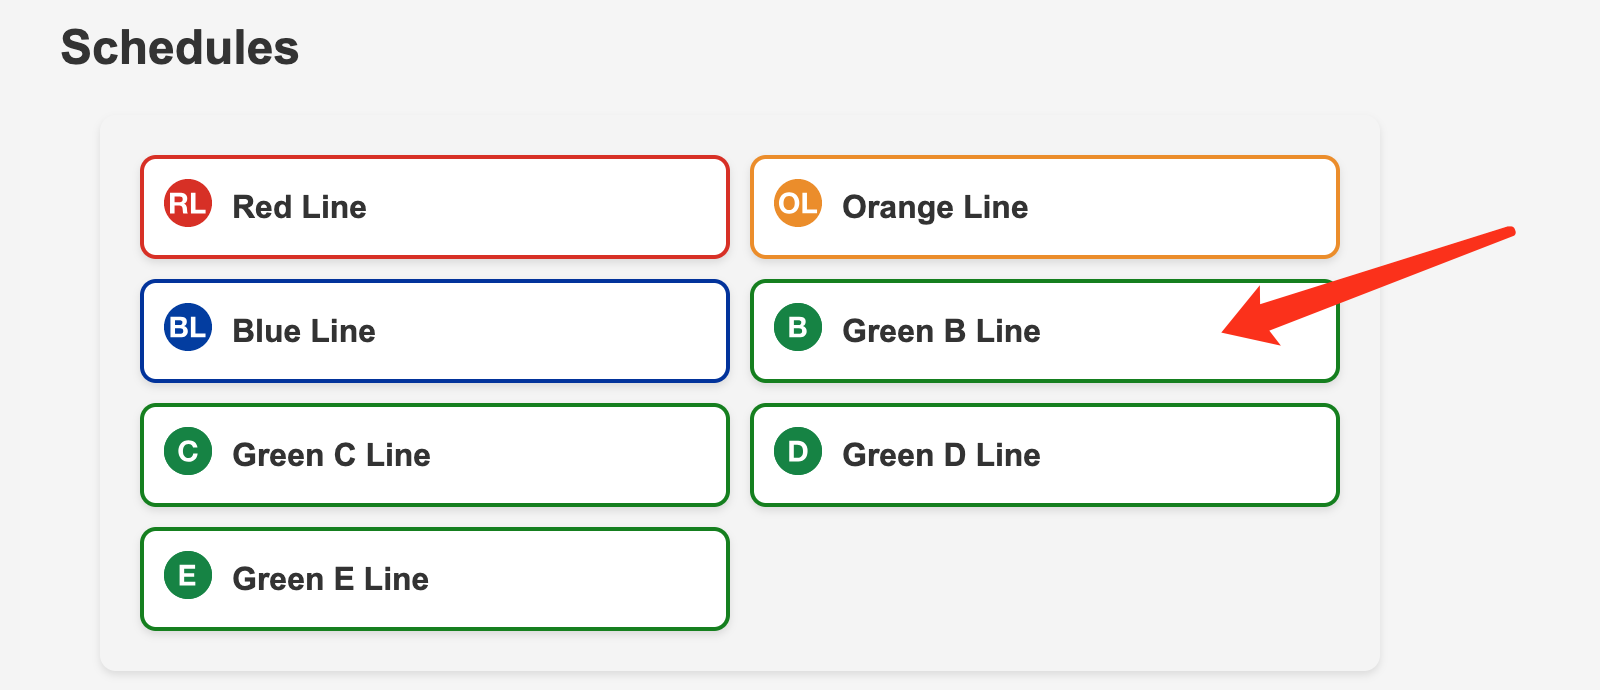 Schedules
RL Red Line
OL Orange Line
BL Blue Line
B Green B Line
C Green C Line
D Green D Line
E Green E Line